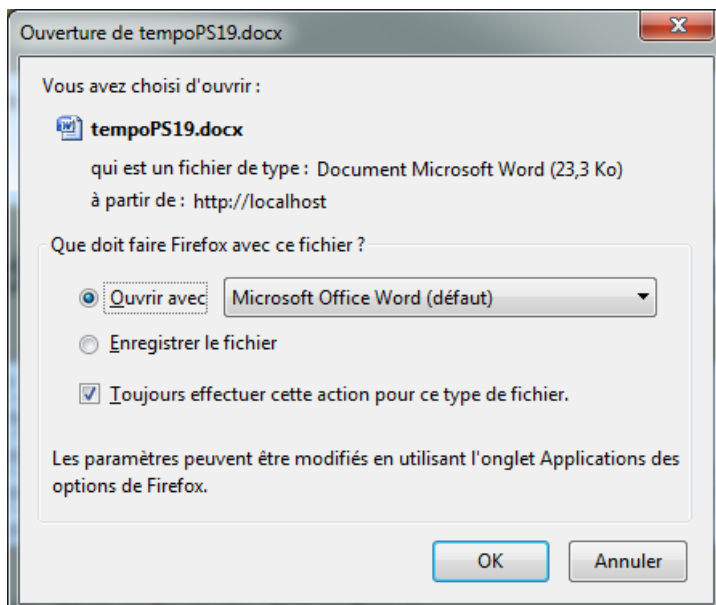 Ouverture de tempoPS19.docx
Vous avez choisi d'ouvrir :
tempoPS19.docx
qui est un fichier de type : Document Microsoft Word (23,3 Ko)
à partir de : http://localhost
Que doit faire Firefox avec ce fichier ?
Ouvrir avec Microsoft Office Word (défaut)
Enregistrer le fichier
Toujours effectuer cette action pour ce type de fichier.
Les paramètres peuvent être modifiés en utilisant l'onglet Applications des
options de Firefox.
OK Annuler